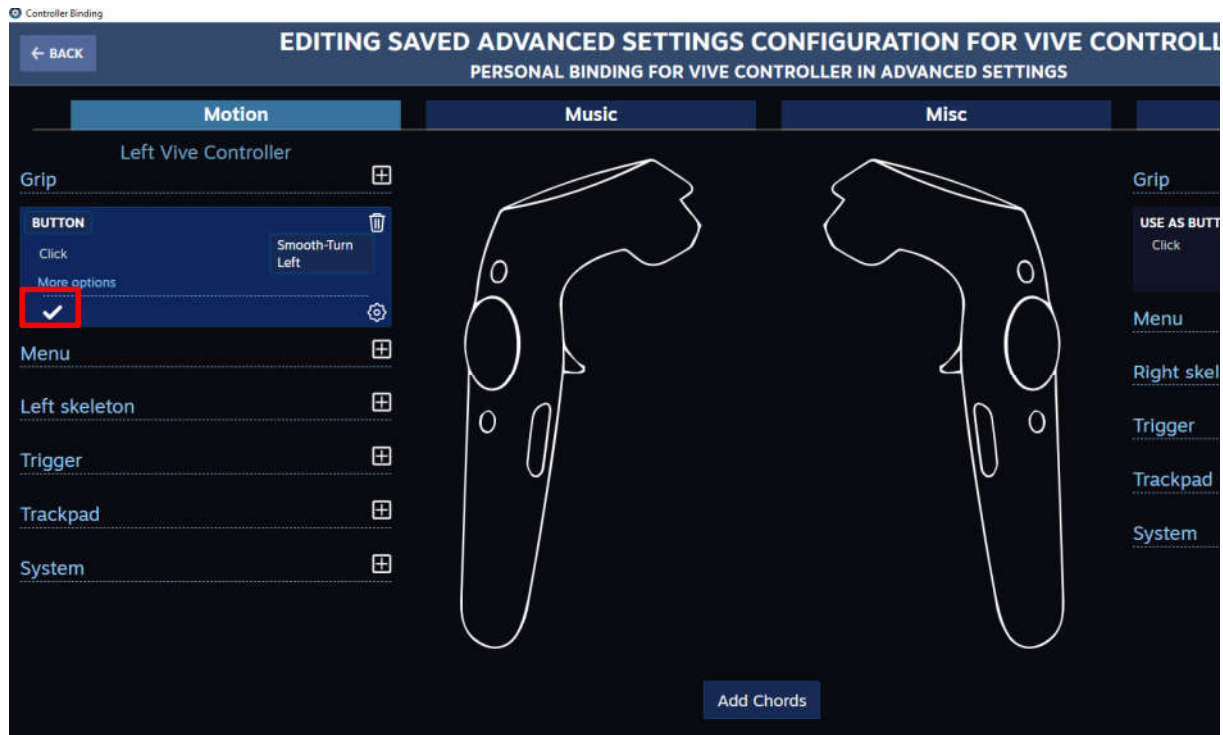 Controller Binding
← BACK
EDITING SAVED ADVANCED SETTINGS CONFIGURATION FOR VIVE CONTROLL
PERSONAL BINDING FOR VIVE CONTROLLER IN ADVANCED SETTINGS
Motion
Music
Misc
Left Vive Controller
Grip
BUTTON
Click
Smooth-Turn
Left
More options
Menu
Left skeleton
Trigger
Trackpad
System
Add Chords
Grip
USE AS BUTT
Click
Menu
Right skel
Trigger
Trackpad
System